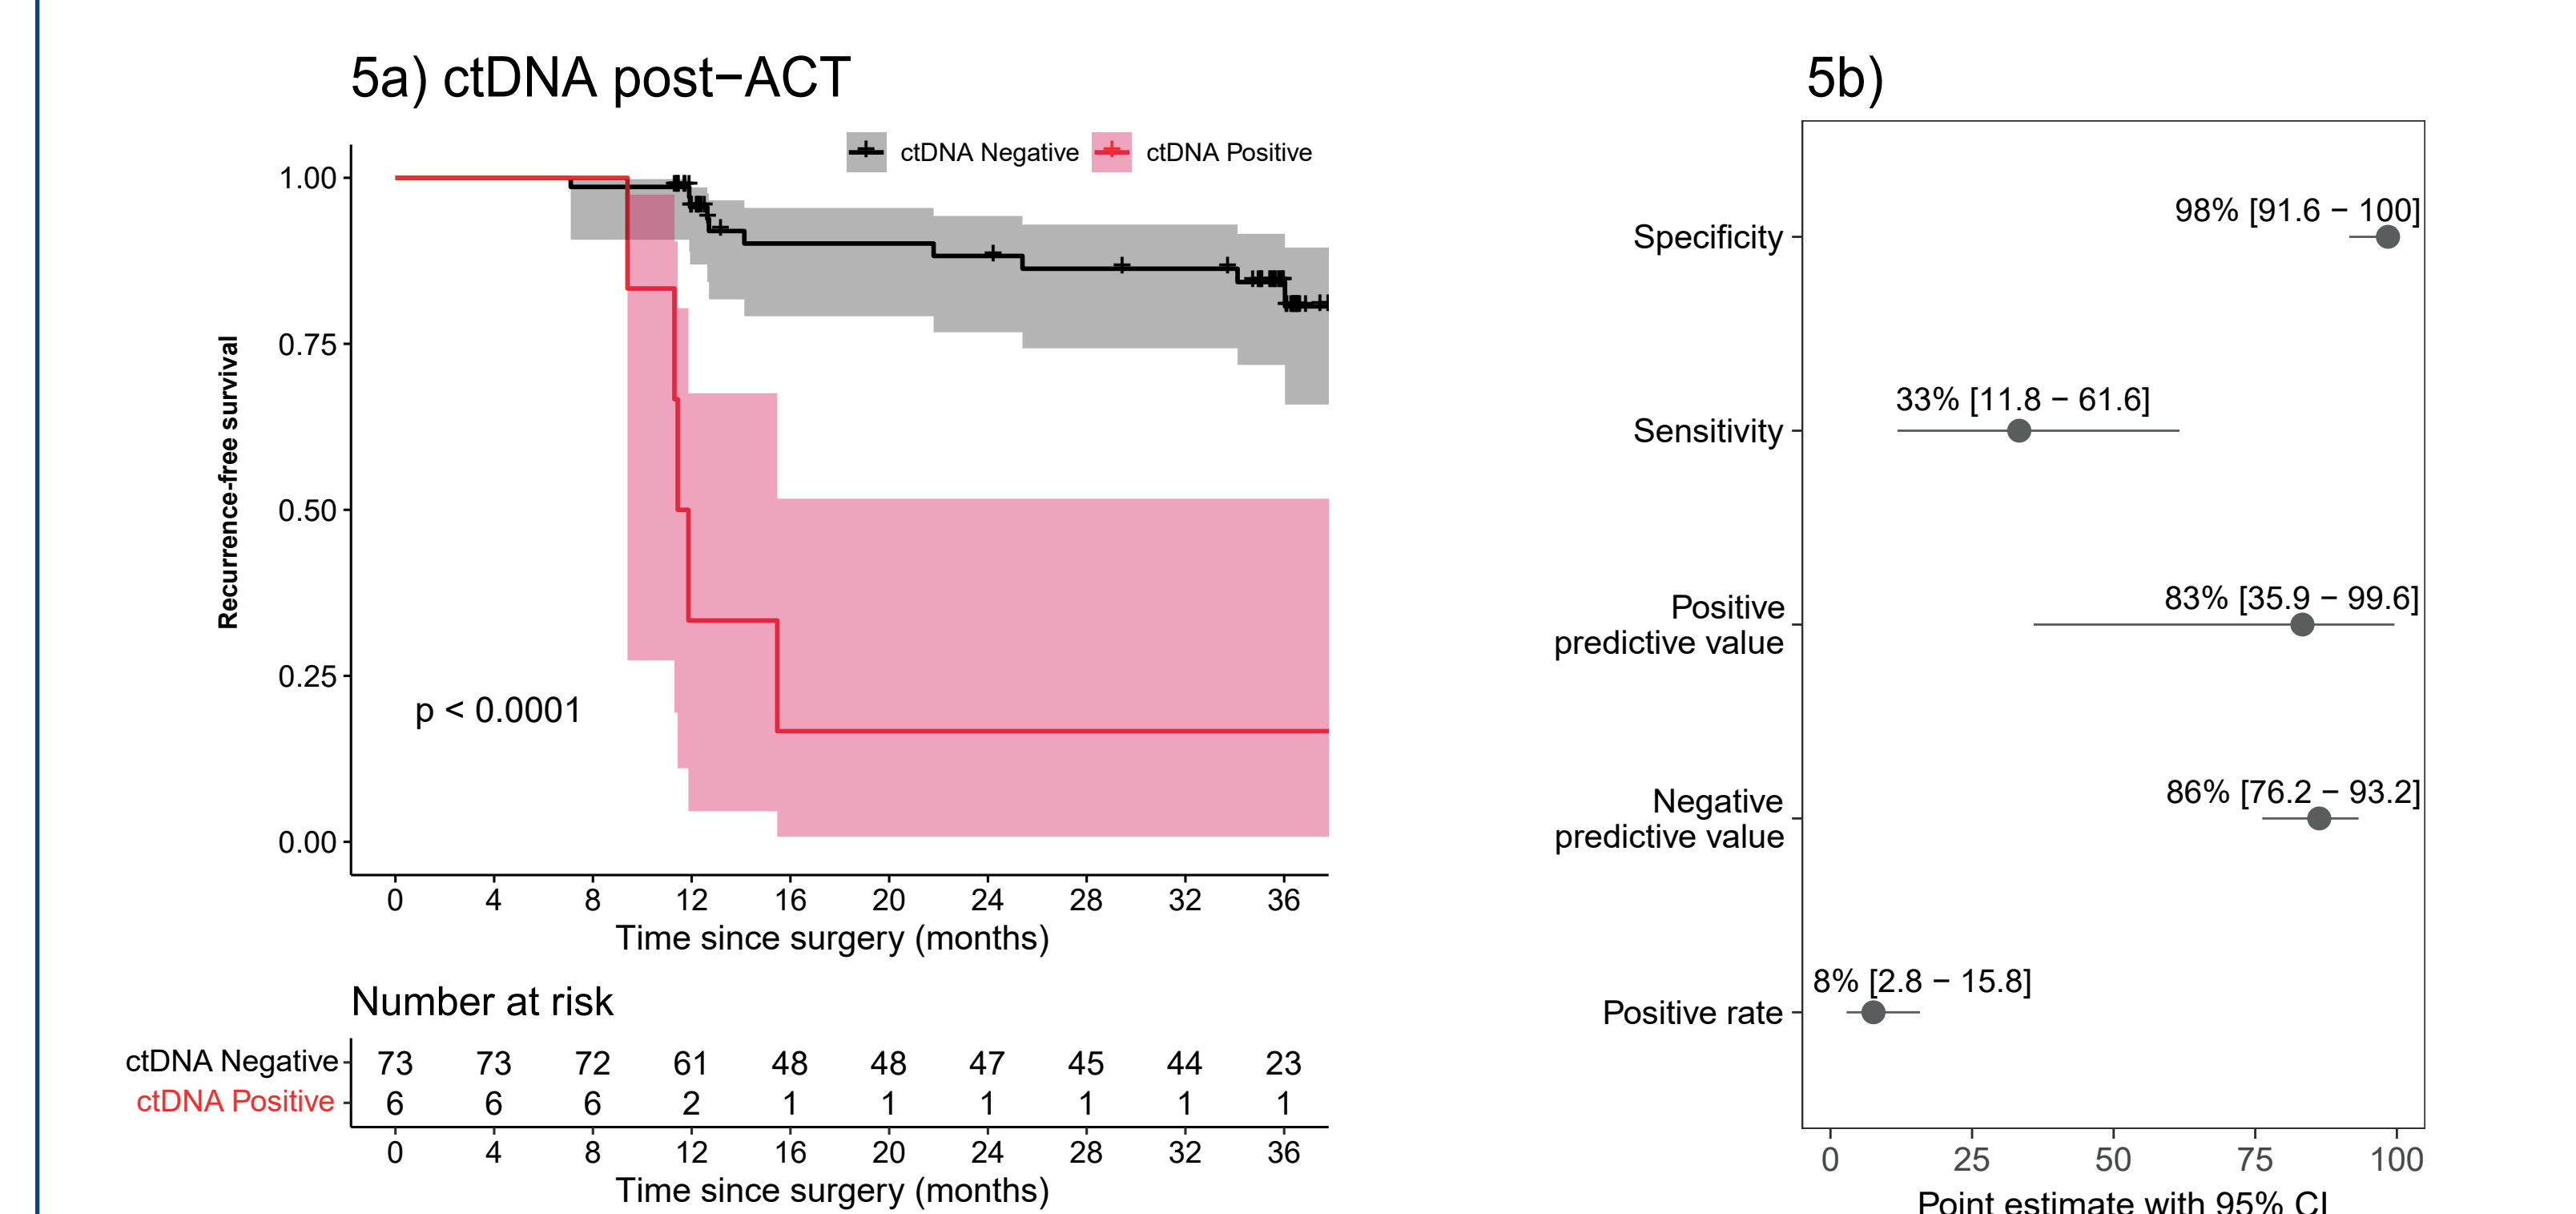 5a) ctDNA post−ACT
ctDNA Negative ctDNA Positive
1.00
0.75
0.50
0.25
0.00
Recurrence-free survival
p < 0.0001
0 4 8 12 16 20 24 28 32 36
Time since surgery (months)
Number at risk
ctDNA Negative 73 73 72 61 48 48 47 45 44 23
ctDNA Positive 6 6 6 2 1 1 1 1 1 1
0 4 8 12 16 20 24 28 32 36
Time since surgery (months)
5b)
Specificity 98% [91.6 − 100]
Sensitivity 33% [11.8 − 61.6]
Positive
predictive value 83% [35.9 − 99.6]
Negative
predictive value 86% [76.2 − 93.2]
Positive rate 8% [2.8 − 15.8]
0 25 50 75 100
Point estimate with 95% CI